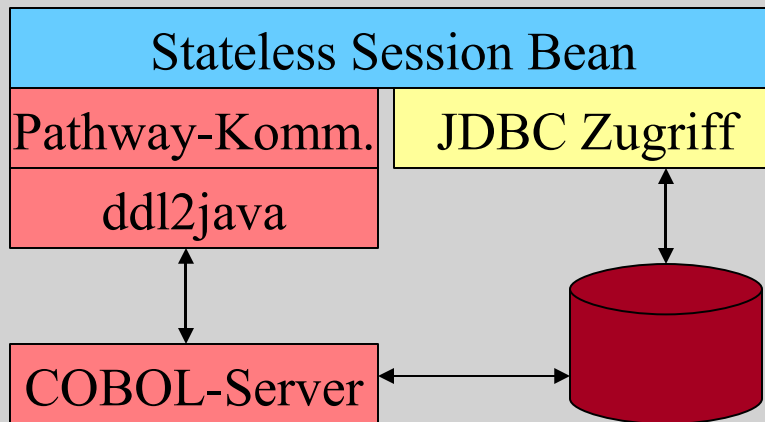 Stateless Session Bean
Pathway-Komm.
JDBC Zugriff
ddl2java
COBOL-Server